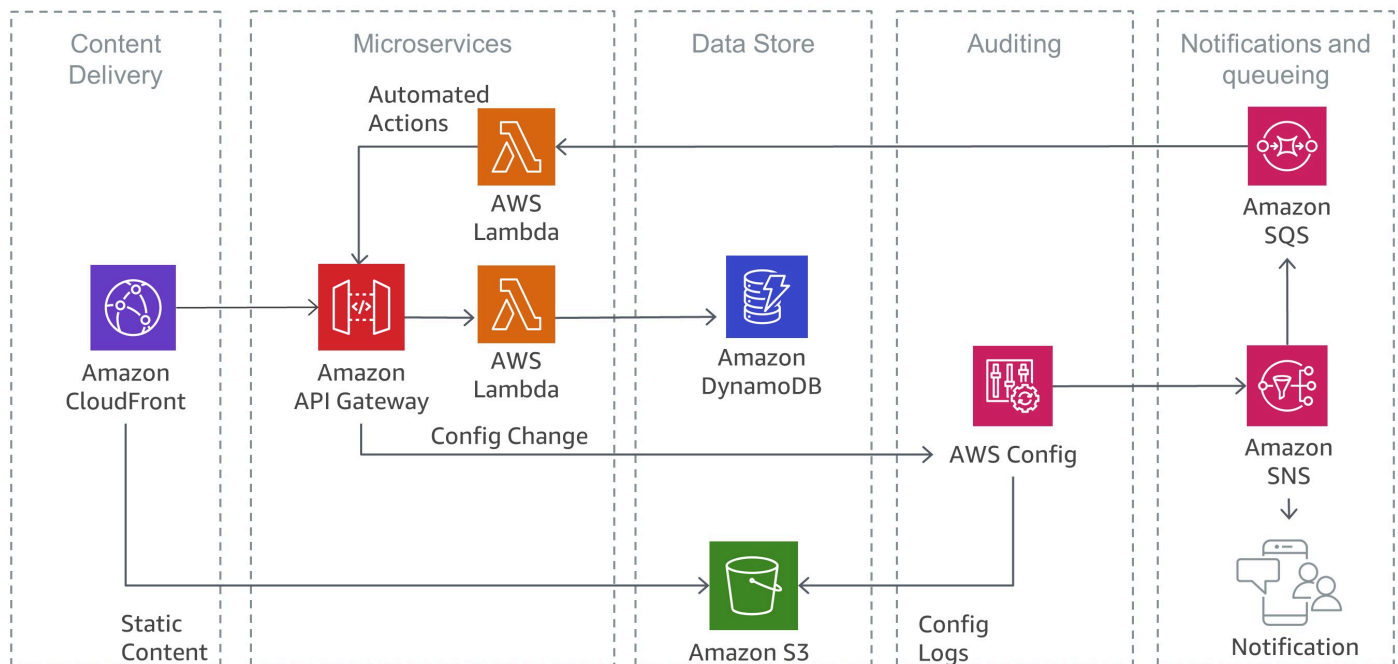 Content
Delivery
Microservices
Data Store
Auditing
Notifications and
queueing
Automated
Actions
AWS
Lambda
Amazon
SQS
Amazon
CloudFront
Amazon
API Gateway
AWS
Lambda
Amazon
DynamoDB
Config Change
AWS Config
Amazon
SNS
Static
Content
Amazon S3
Config
Logs
Notification